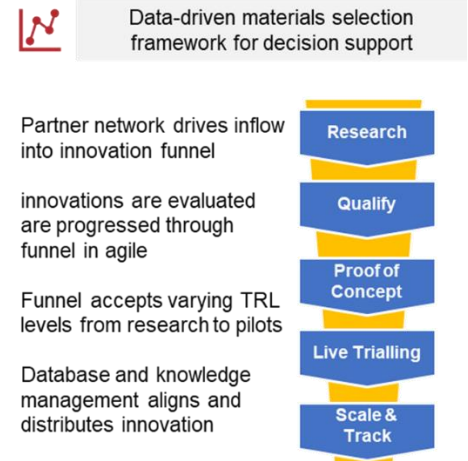 Data-driven materials selection
framework for decision support
Partner network drives inflow
into innovation funnel
innovations are evaluated
are progressed through
funnel in agile
Funnel accepts varying TRL
levels from research to pilots
Database and knowledge
management aligns and
distributes innovation
Research
Qualify
Proof of
Concept
Live Trialling
Scale &
Track